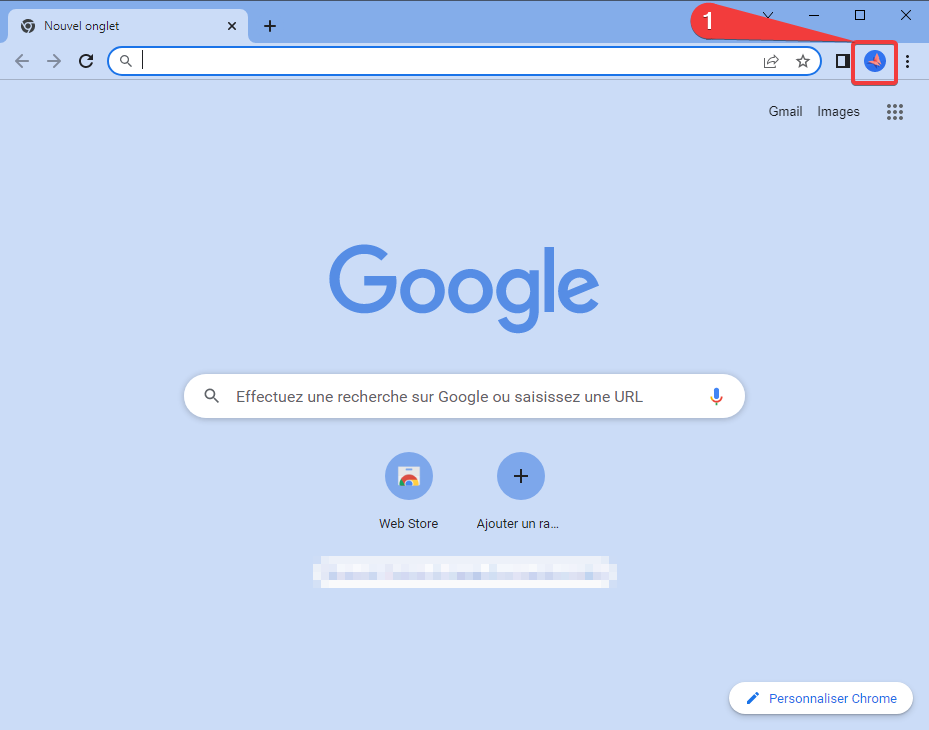 Nouvel onglet
1
Gmail Images
Google
Effectuez une recherche sur Google ou saisissez une URL
Web Store
Ajouter un ra...
Personnaliser Chrome